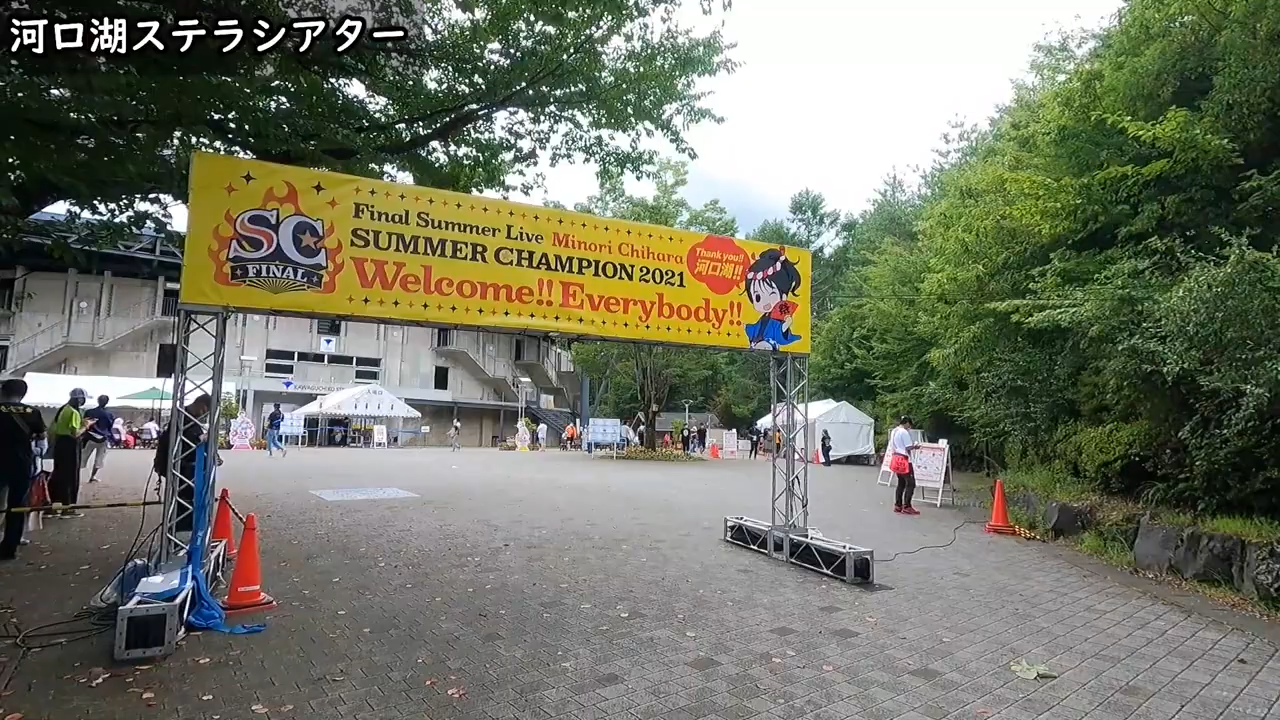 河口湖ステラシアター
SC
FINAL
Final Summer Live Minori Chihara
SUMMER CHAMPION 2021
Welcome!! Everybody!!
Thank you!!
河口湖!!